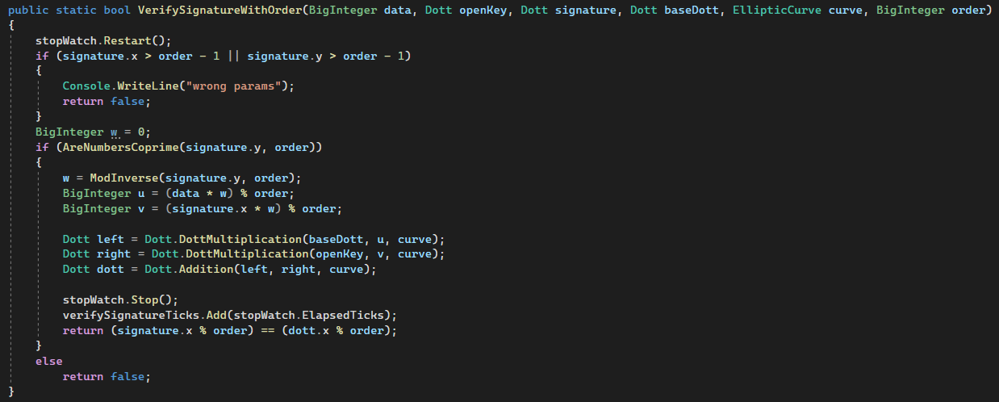 public static bool VerifySignatureWithOrder(BigInteger data, Dott openKey, Dott signature, Dott baseDott, EllipticCurve curve, BigInteger order)
{
    stopWatch.Restart();
    if (signature.x > order - 1 || signature.y > order - 1)
    {
        Console.WriteLine("wrong params");
        return false;
    }
    BigInteger w = 0;
    if (AreNumbersCoprime(signature.y, order))
    {
        w = ModInverse(signature.y, order);
        BigInteger u = (data * w) % order;
        BigInteger v = (signature.x * w) % order;

        Dott left = Dott.DottMultiplication(baseDott, u, curve);
        Dott right = Dott.DottMultiplication(openKey, v, curve);
        Dott dott = Dott.Addition(left, right, curve);

        stopWatch.Stop();
        verifySignatureTicks.Add(stopWatch.ElapsedTicks);
        return (signature.x % order) == (dott.x % order);
    }
    else
        return false;
}